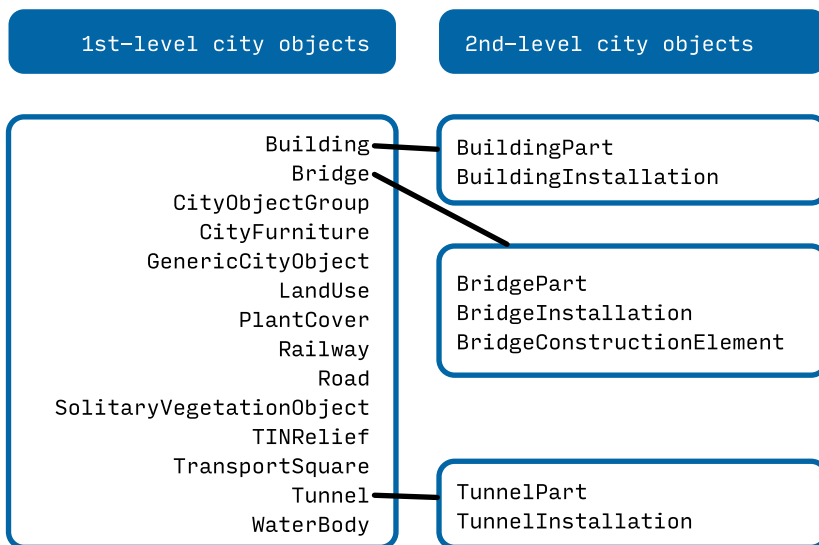 1st-level city objects
2nd-level city objects
Building
Bridge
CityObjectGroup
CityFurniture
GenericCityObject
LandUse
PlantCover
Railway
Road
SolitaryVegetationObject
TINRelief
TransportSquare
Tunnel
WaterBody
BuildingPart
BuildingInstallation
BridgePart
BridgeInstallation
BridgeConstructionElement
TunnelPart
TunnelInstallation